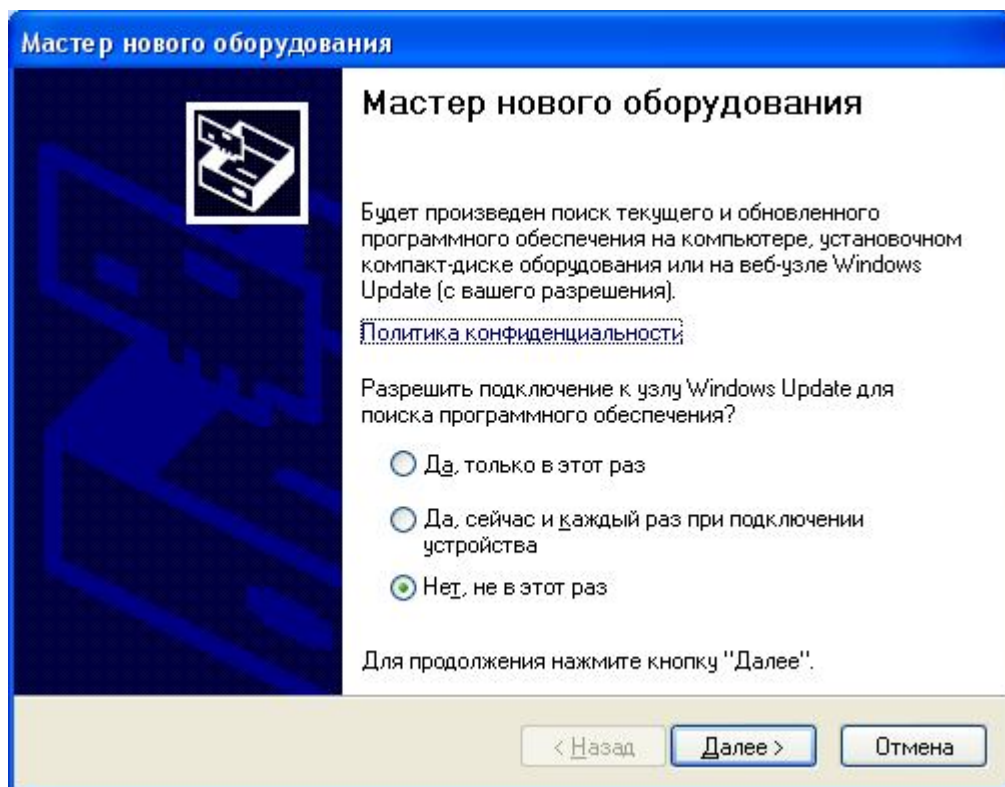 Мастер нового оборудования
Мастер нового оборудования
Будет произведен поиск текущего и обновленного
программного обеспечения на компьютере, установочном
компакт-диске оборудования или на веб-узле Windows
Update (с вашего разрешения).
Политика конфиденциальности
Разрешить подключение к узлу Windows Update для
поиска программного обеспечения?
Да, только в этот раз
Да, сейчас и каждый раз при подключении
устройства
Нет, не в этот раз
Для продолжения нажмите кнопку "Далее".
< Назад Далее > Отмена